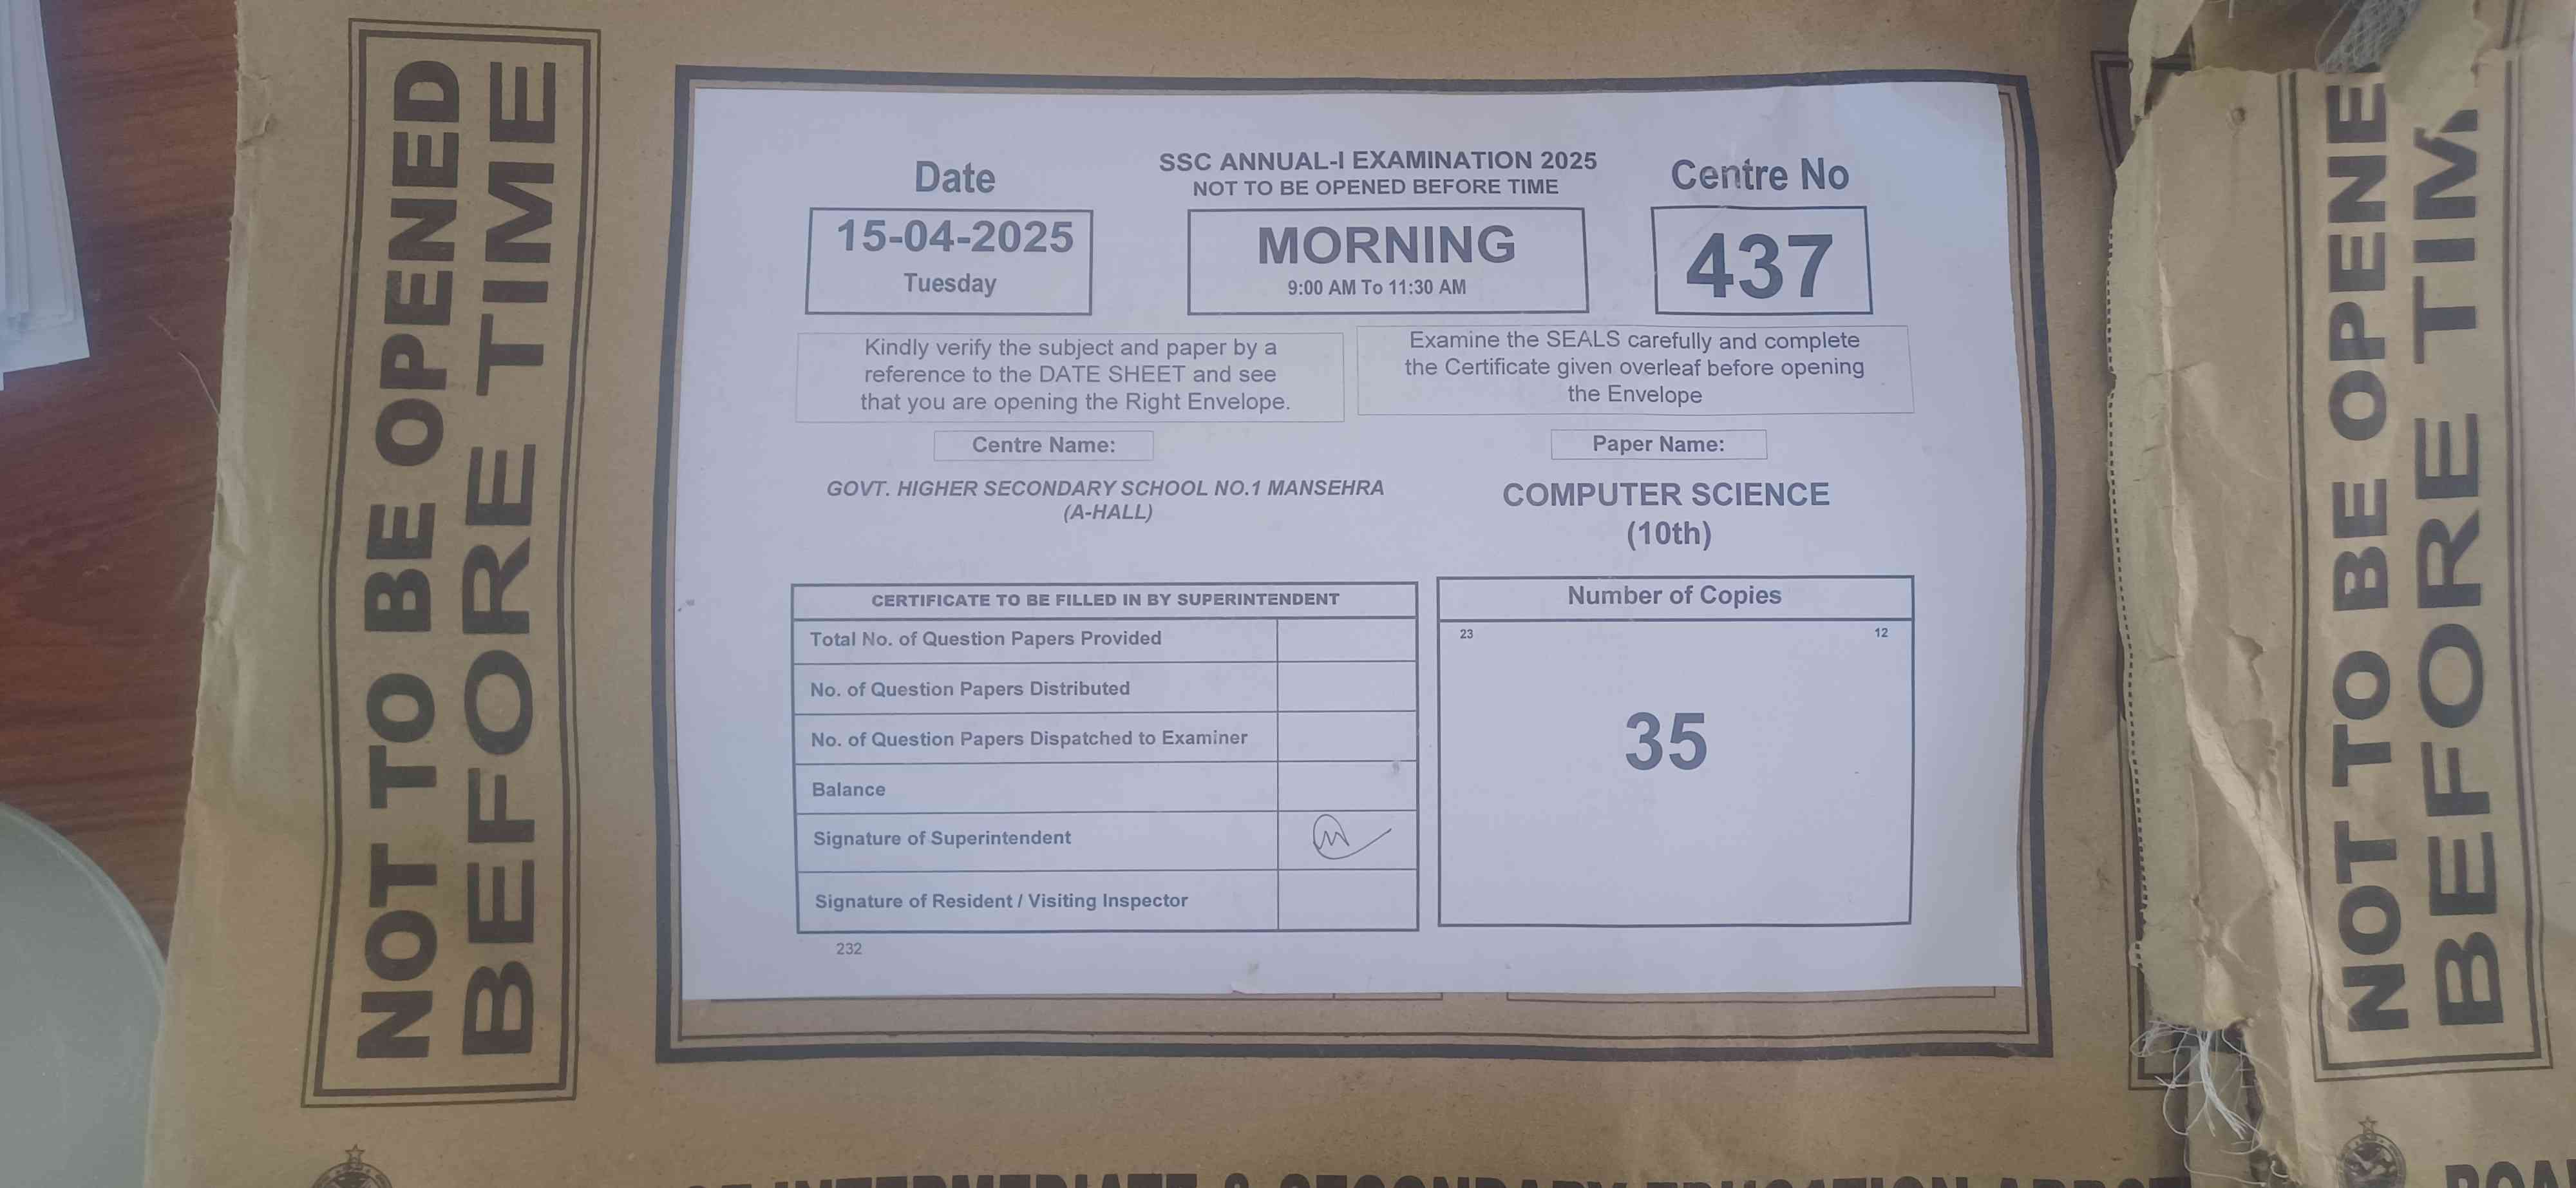 NOT TO BE OPENED
BEFORE TIME
SSC ANNUAL-I EXAMINATION 2025
NOT TO BE OPENED BEFORE TIME
Date
15-04-2025
Tuesday
MORNING
9:00 AM To 11:30 AM
Centre No
437
Kindly verify the subject and paper by a
reference to the DATE SHEET and see
that you are opening the Right Envelope.
Examine the SEALS carefully and complete
the Certificate given overleaf before opening
the Envelope
Centre Name:
GOVT. HIGHER SECONDARY SCHOOL NO.1 MANSEHRA
(A-HALL)
Paper Name:
COMPUTER SCIENCE
(10th)
CERTIFICATE TO BE FILLED IN BY SUPERINTENDENT
Total No. of Question Papers Provided
No. of Question Papers Distributed
No. of Question Papers Dispatched to Examiner
Balance
Signature of Superintendent
Signature of Resident / Visiting Inspector
232
Number of Copies
23 12
35
NOT TO BE OPENE
BEFORE TIM
INTERMEDIATE & SECONDARY EDUCATION